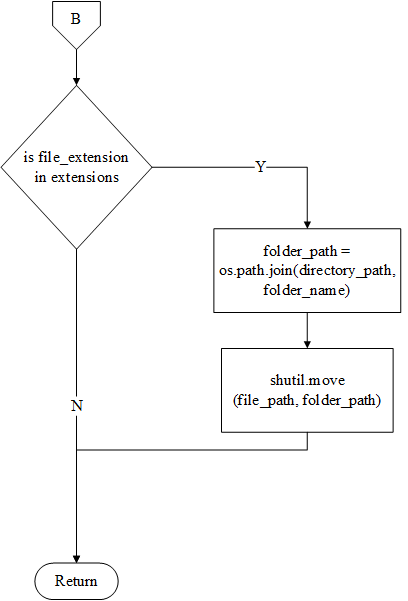 B
is file_extension
in extensions
Y
folder_path =
os.path.join(directory_path,
folder_name)
shutil.move
(file_path, folder_path)
N
Return